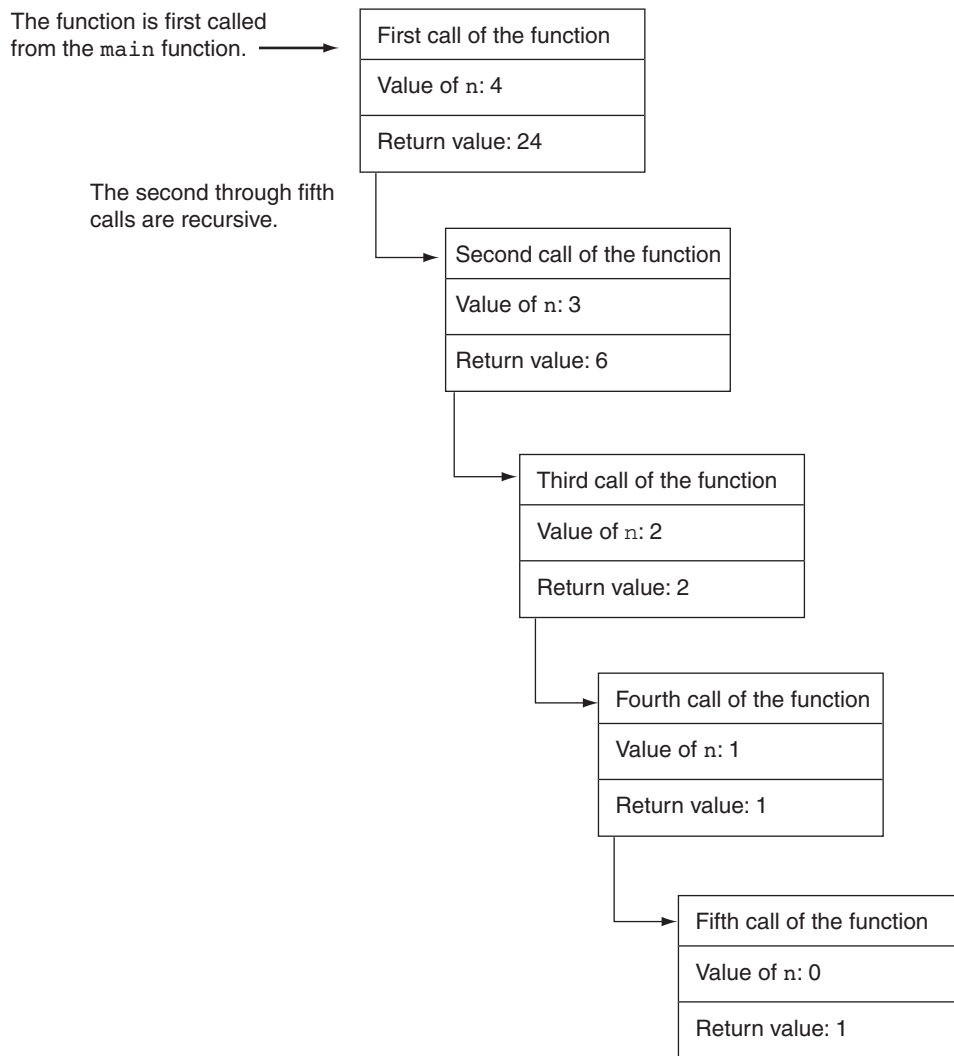 The function is first called
from the main function.
First call of the function
Value of n: 4
Return value: 24
The second through fifth
calls are recursive.
Second call of the function
Value of n: 3
Return value: 6
Third call of the function
Value of n: 2
Return value: 2
Fourth call of the function
Value of n: 1
Return value: 1
Fifth call of the function
Value of n: 0
Return value: 1